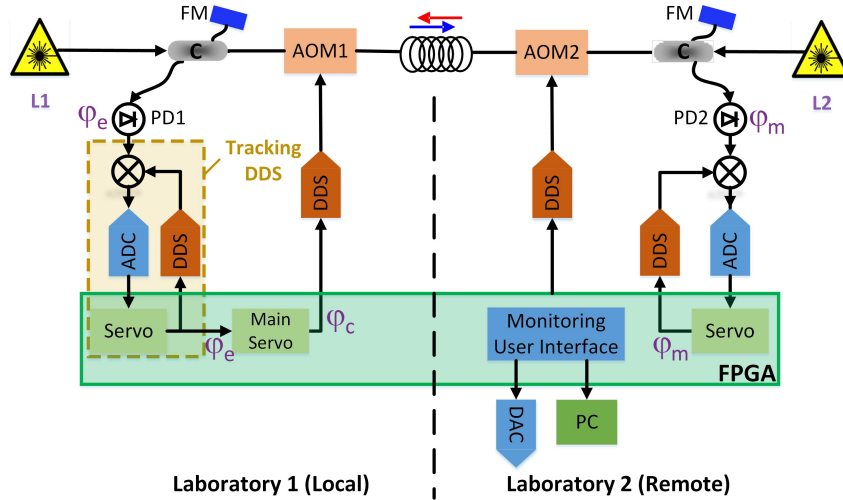 FM
FM
C
AOM1
AOM2
C
L1
L2
φe
PD1
PD2
φm
Tracking
DDS
DDS
DDS
ADC
DDS
DDS
ADC
Servo
Main
Servo
φe
φc
Monitoring
User Interface
Servo
φm
FPGA
DAC
PC
Laboratory 1 (Local)
Laboratory 2 (Remote)